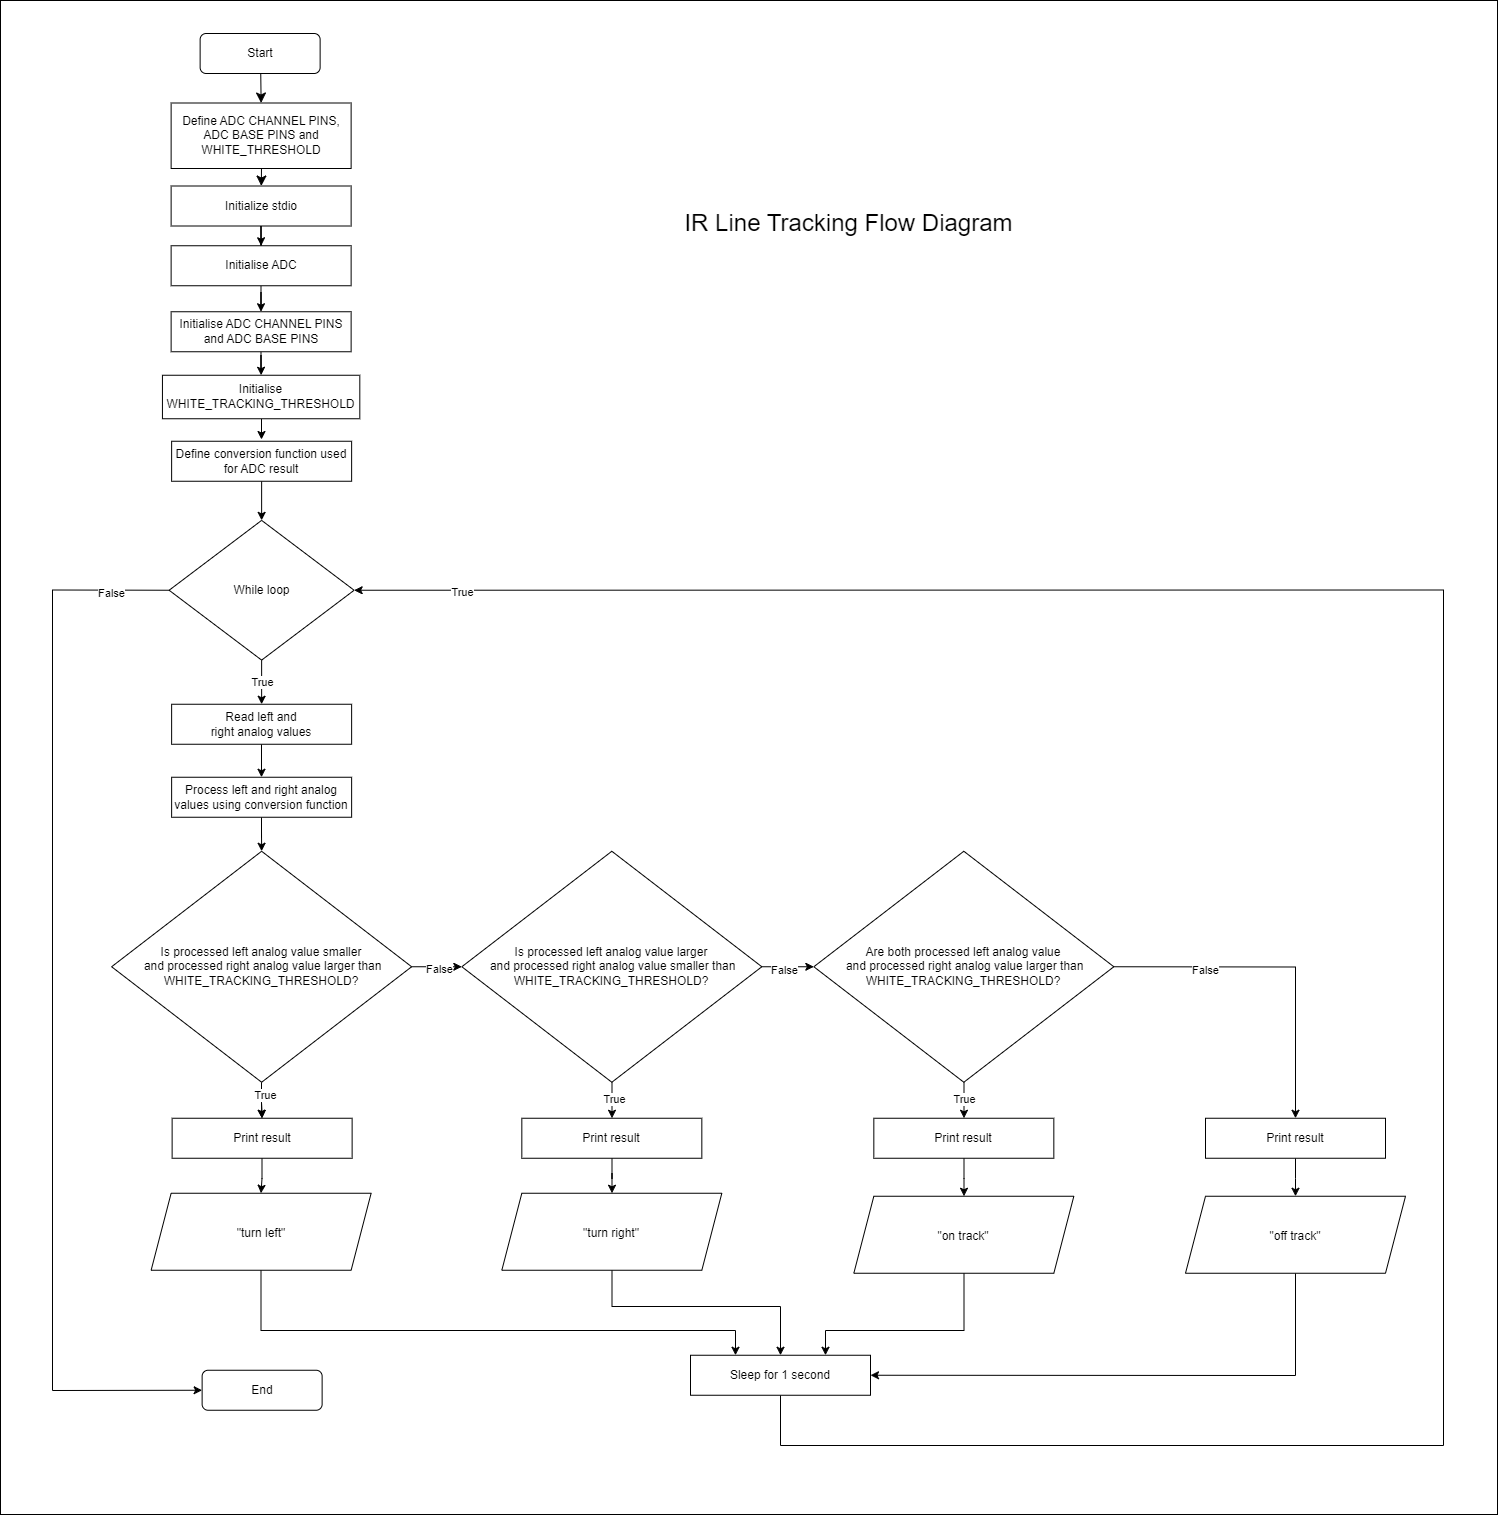 Start
Define ADC CHANNEL PINS,
ADC BASE PINS and
WHITE_THRESHOLD
Initialize stdio
IR Line Tracking Flow Diagram
Initialise ADC
Initialise ADC CHANNEL PINS
and ADC BASE PINS
Initialise
WHITE_TRACKING_THRESHOLD
Define conversion function used
for ADC result
While loop
False
True
True
Read left and
right analog values
Process left and right analog
values using conversion function
Is processed left analog value smaller
and processed right analog value larger than
WHITE_TRACKING_THRESHOLD?
False
Is processed left analog value larger
and processed right analog value smaller than
WHITE_TRACKING_THRESHOLD?
False
Are both processed left analog value
and processed right analog value larger than
WHITE_TRACKING_THRESHOLD?
False
True
True
True
Print result
Print result
Print result
Print result
"turn left"
"turn right"
"on track"
"off track"
Sleep for 1 second
End